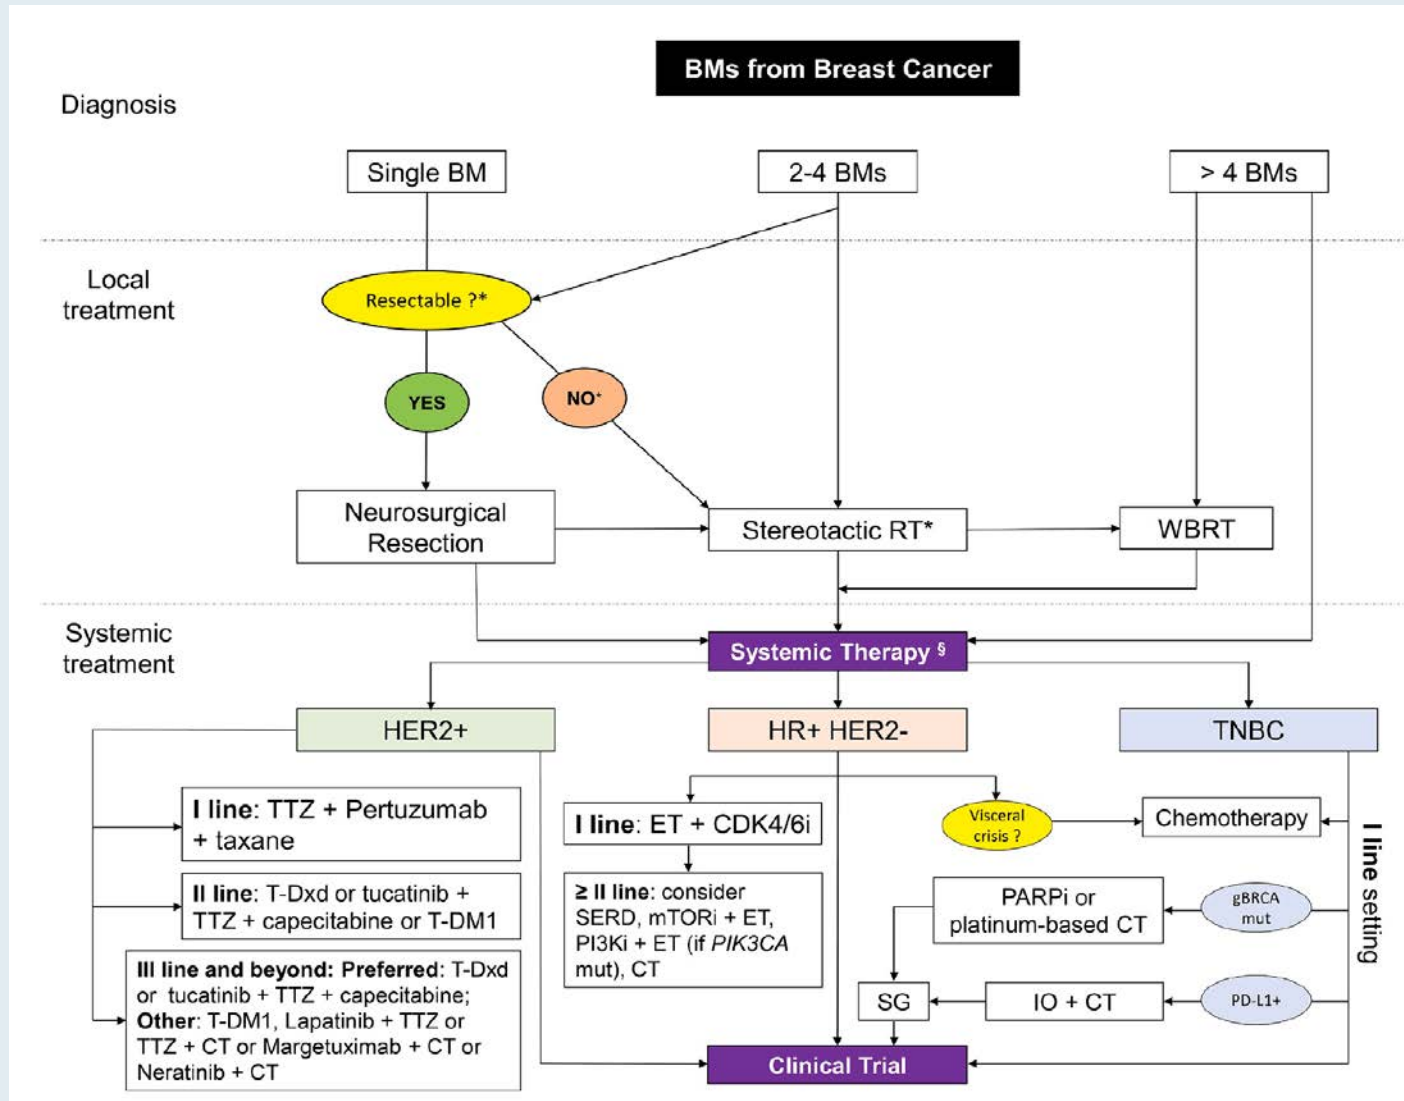 BMs from Breast Cancer
Diagnosis
Single BM
2-4 BMs
> 4 BMs
Local
treatment
Resectable ?*
YES
NO⁺
Neurosurgical
Resection
Stereotactic RT*
WBRT
Systemic
treatment
Systemic Therapy §
HER2+
HR+ HER2-
TNBC
I line: TTZ + Pertuzumab
+ taxane
II line: T-Dxd or tucatinib +
TTZ + capecitabine or T-DM1
III line and beyond: Preferred: T-Dxd
or tucatinib + TTZ + capecitabine;
Other: T-DM1, Lapatinib + TTZ or
TTZ + CT or Margetuximab + CT or
Neratinib + CT
I line: ET + CDK4/6i
≥ II line: consider
SERD, mTORi + ET,
PI3Ki + ET (if PIK3CA
mut), CT
Visceral
crisis ?
Chemotherapy
I line setting
PARPi or
platinum-based CT
gBRCA
mut
SG
IO + CT
PD-L1+
Clinical Trial